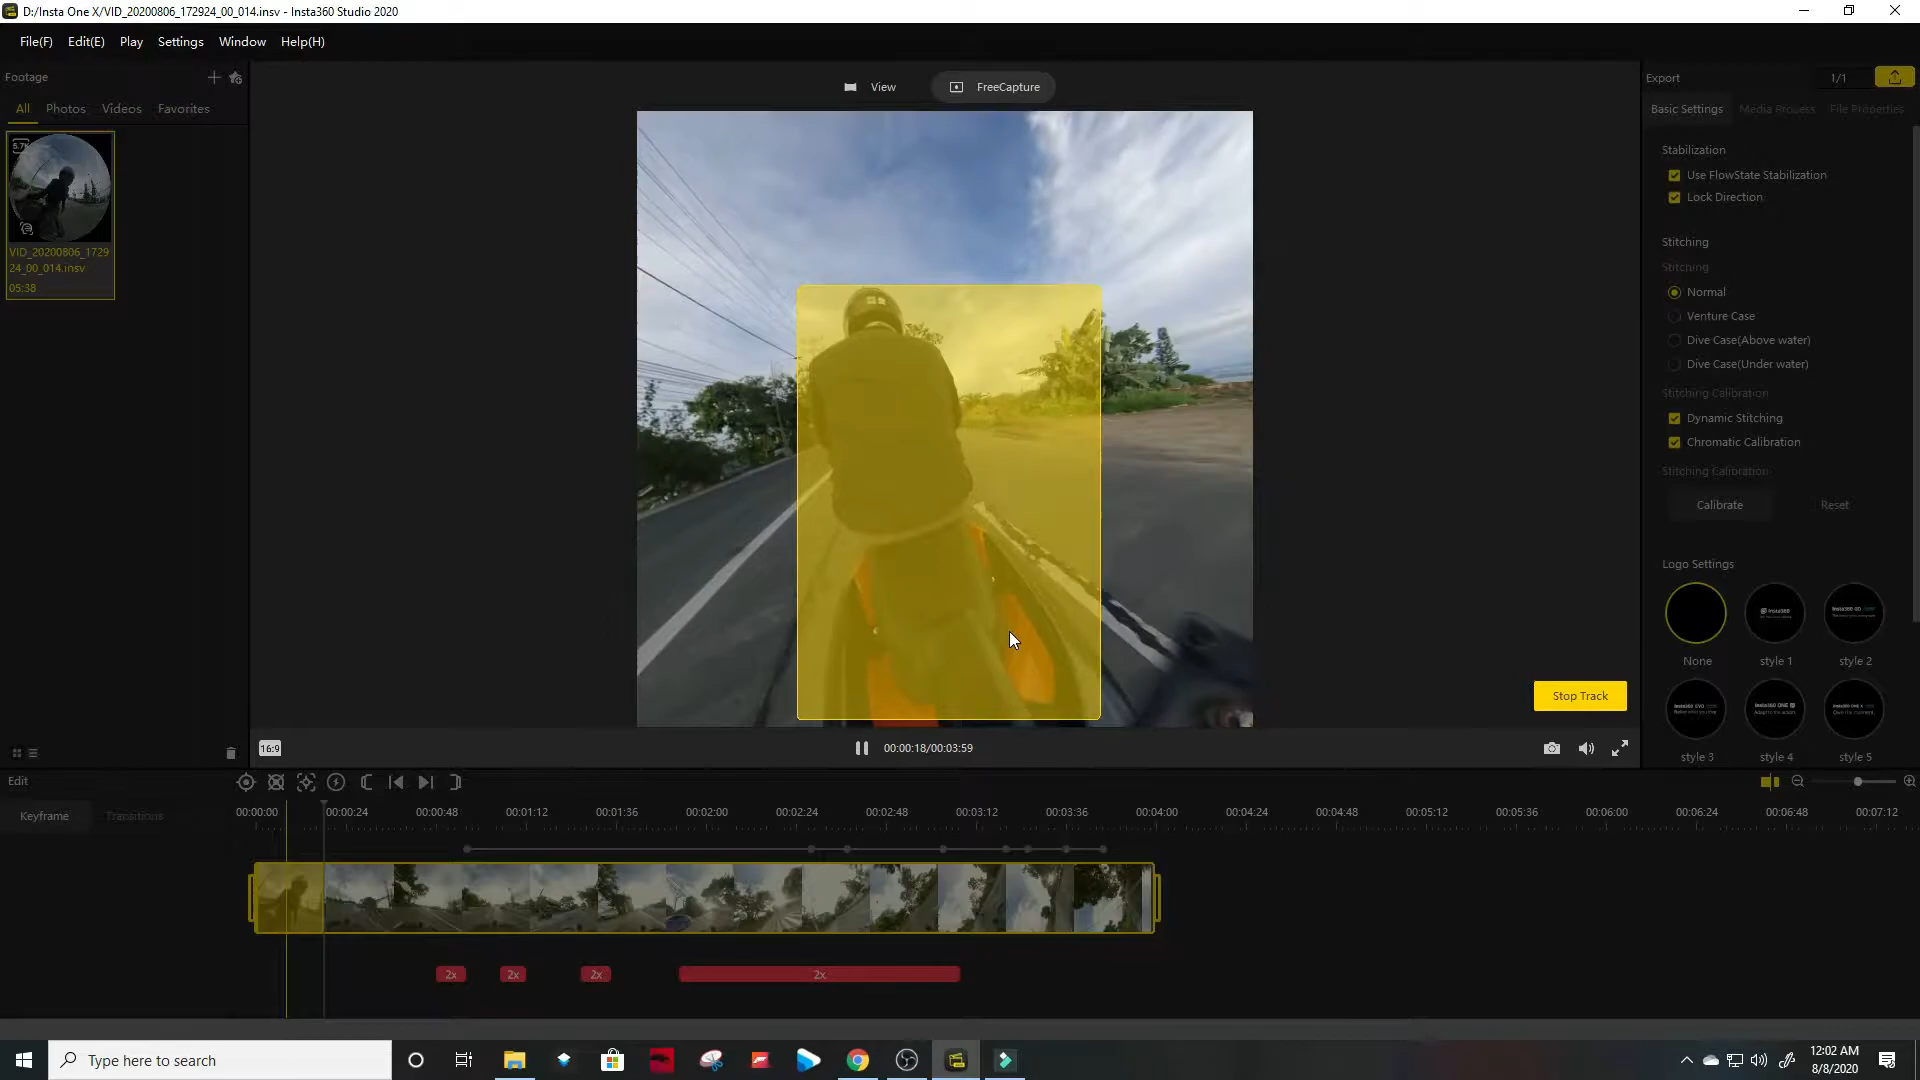 D:/Insta One X/VID_20200806_172924_00_014.insv - Insta360 Studio 2020
File(F) Edit(E) Play Settings Window Help(H)
Footage
All Photos Videos Favorites
VID_20200806_1729
24_00_014.insv
05:38
View FreeCapture
Export 1/1
Basic Settings Media Process File Properties
Stabilization
Use FlowState Stabilization
Lock Direction
Stitching
Stitching
Normal
Venture Case
Dive Case(Above water)
Dive Case(Under water)
Stitching Calibration
Dynamic Stitching
Chromatic Calibration
Stitching Calibration
Calibrate Reset
Logo Settings
None style 1 style 2
style 3 style 4 style 5
Stop Track
16:9 00:00:18/00:03:59
Edit
Keyframe Transitions
00:00:00 00:00:24 00:00:48 00:01:12 00:01:36 00:02:00 00:02:24 00:02:48 00:03:12 00:03:36 00:04:00 00:04:24 00:04:48 00:05:12 00:05:36 00:06:00 00:06:24 00:06:48 00:07:12
2x 2x 2x 2x
Type here to search
12:02 AM
8/8/2020